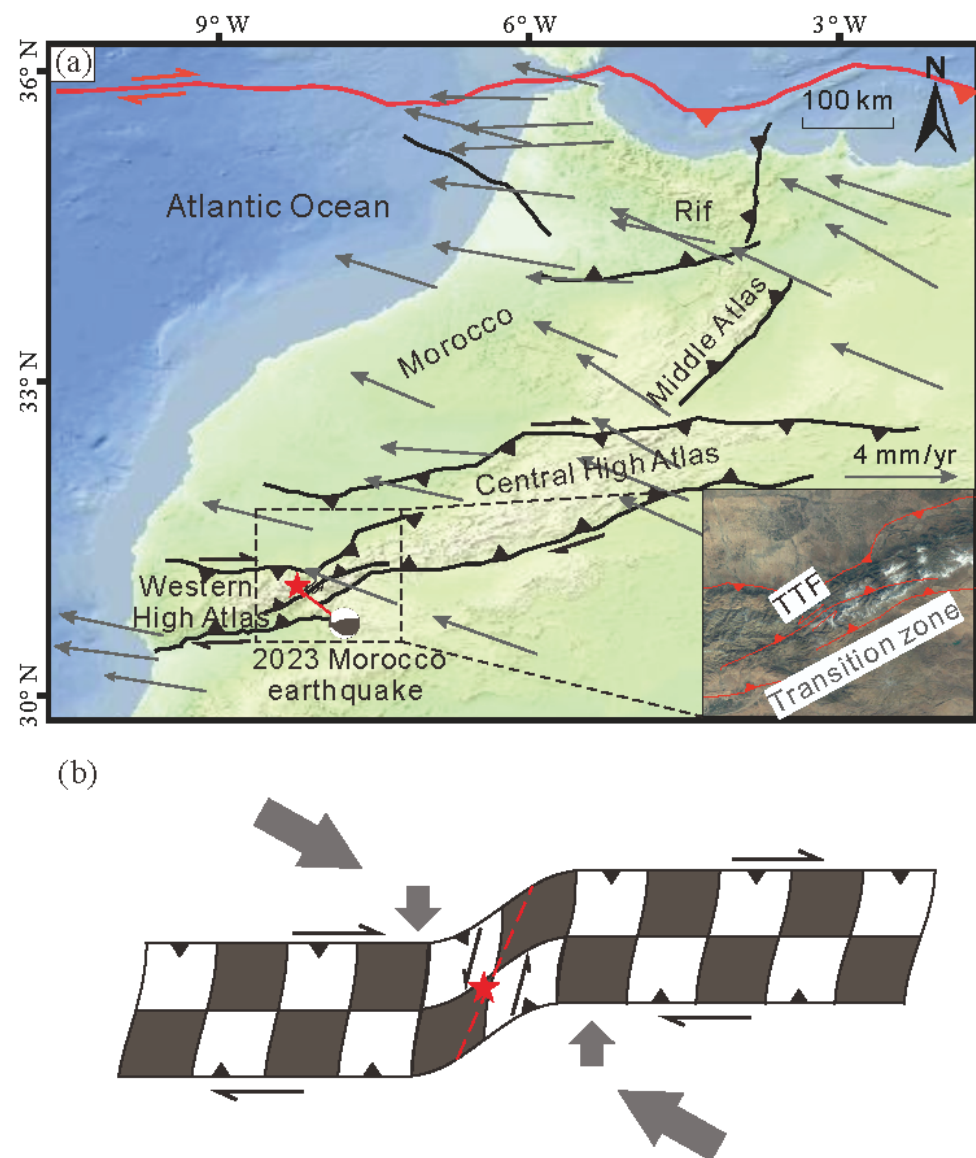 9° W
6° W
3° W
36° N
(a)
N
100 km
Atlantic Ocean
Rif
Morocco
Middle Atlas
33° N
4 mm/yr
Central High Atlas
Western
High Atlas
TTF
Transition zone
2023 Morocco
earthquake
30° N
(b)